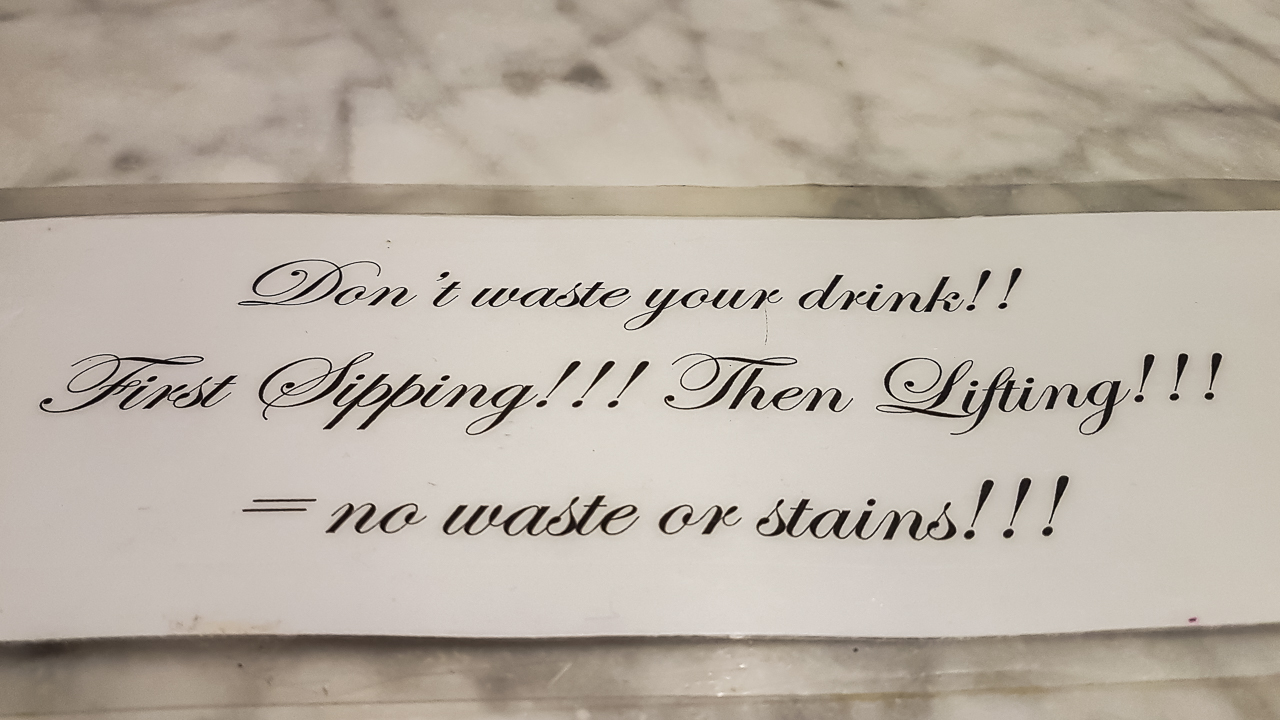 Don't waste your drink!!
First Sipping!!! Then Lifting!!!
= no waste or stains!!!